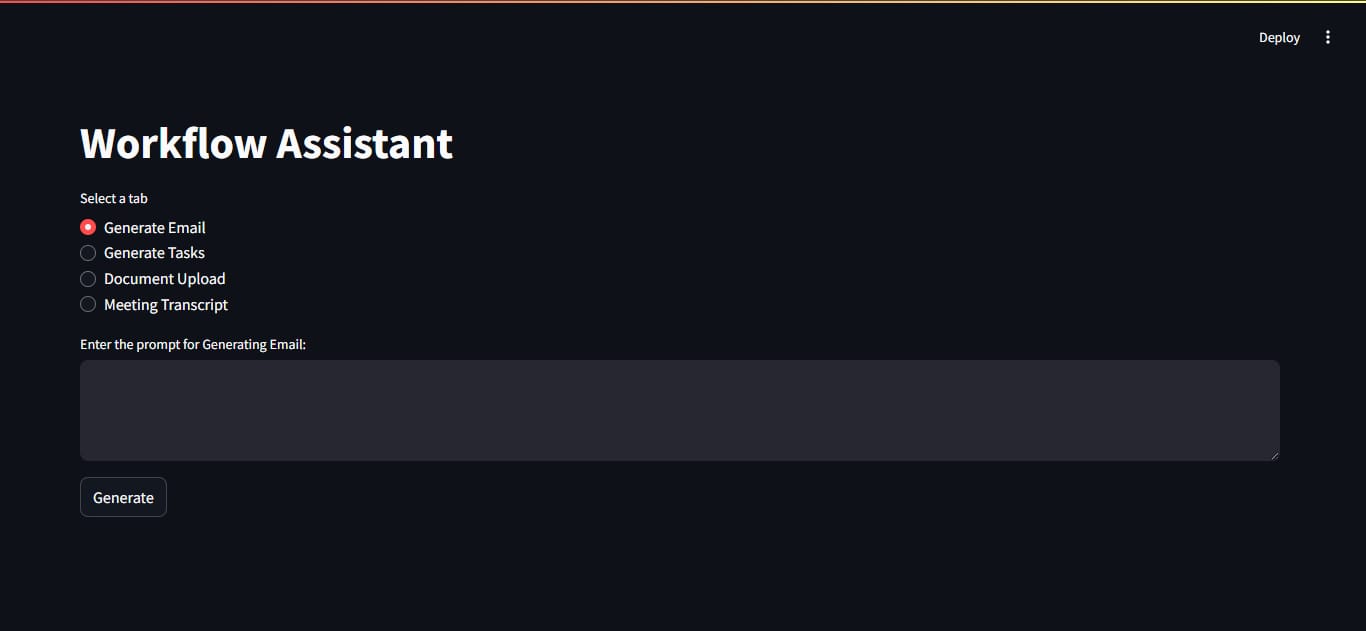 Deploy
Workflow Assistant
Select a tab
Generate Email
Generate Tasks
Document Upload
Meeting Transcript
Enter the prompt for Generating Email:
Generate